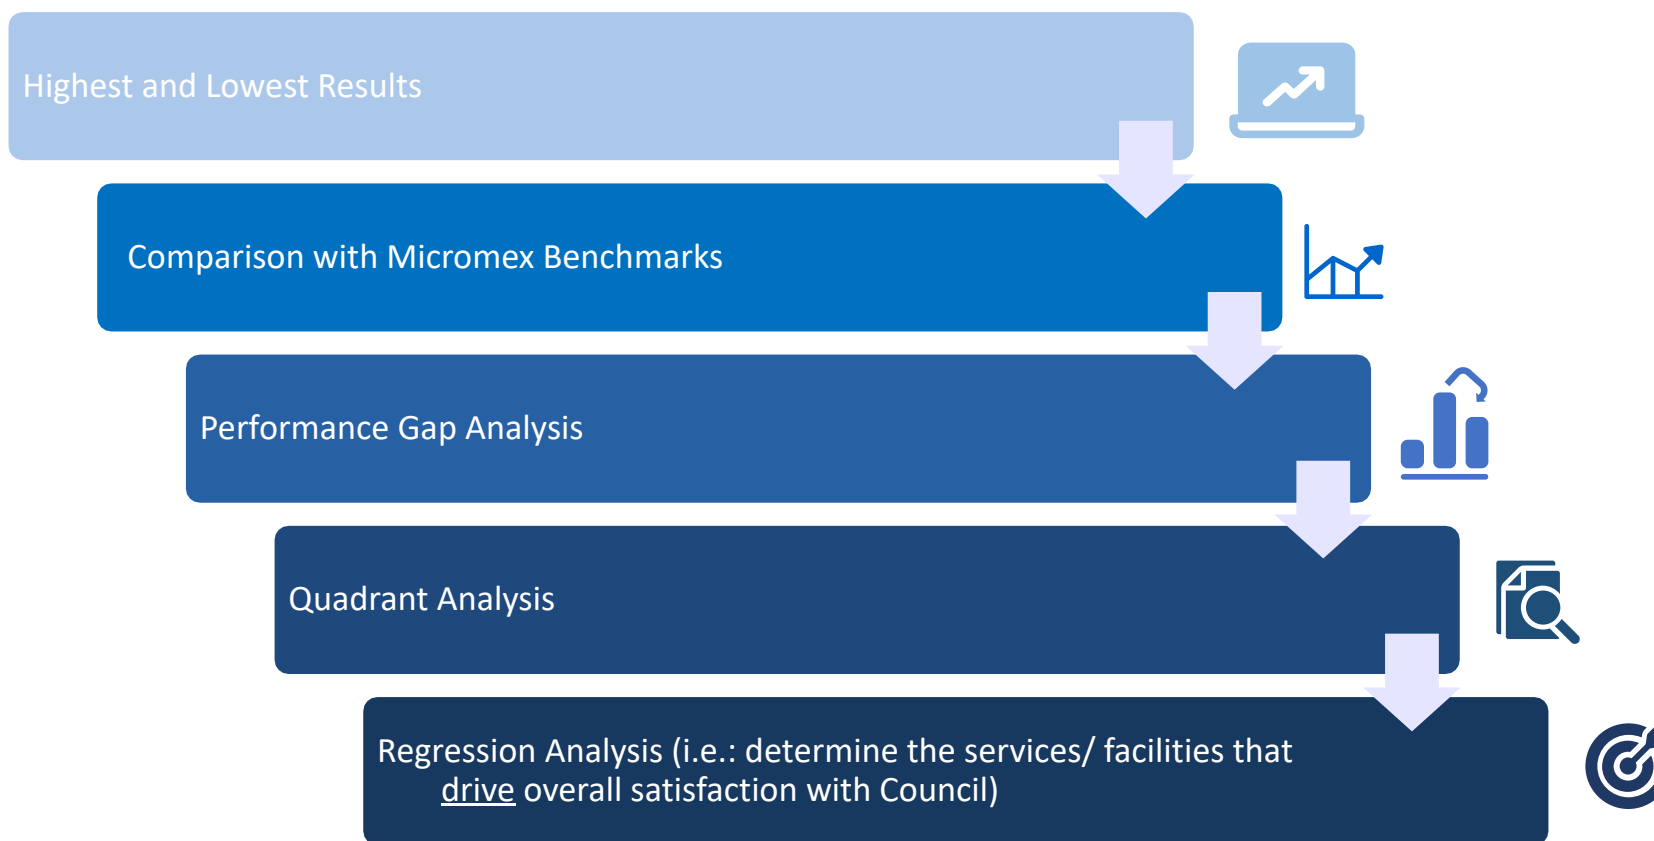 Highest and Lowest Results
Comparison with Micromex Benchmarks
Performance Gap Analysis
Quadrant Analysis
Regression Analysis (i.e.: determine the services/ facilities that
drive overall satisfaction with Council)